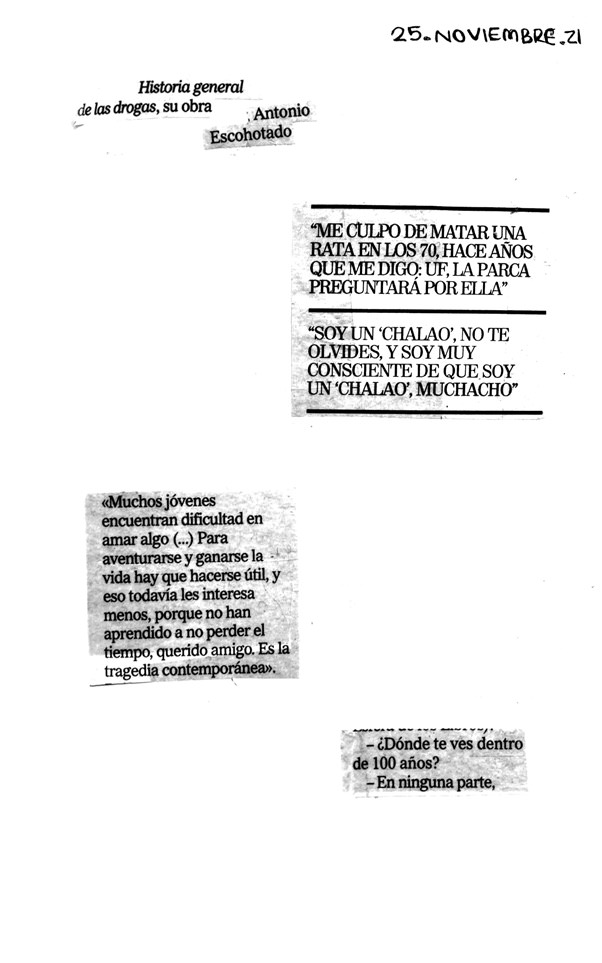 25.NOVIEMBRE.21
Historia general
de las drogas, su obra
, Antonio
Escohotado
“ME CULPO DE MATAR UNA
RATA EN LOS 70, HACE AÑOS
QUE ME DIGO: UF, LA PARCA
PREGUNTARÁ POR ELLA”
“SOY UN ‘CHALAO’, NO TE
OLVIDES, Y SOY MUY
CONSCIENTE DE QUE SOY
UN ‘CHALAO’, MUCHACHO”
«Muchos jóvenes
encuentran dificultad en
amar algo (...) Para
aventurarse y ganarse la
vida hay que hacerse útil, y
eso todavía les interesa
menos, porque no han
aprendido a no perder el
tiempo, querido amigo. Es la
tragedia contemporánea».
– ¿Dónde te ves dentro
de 100 años?
– En ninguna parte,